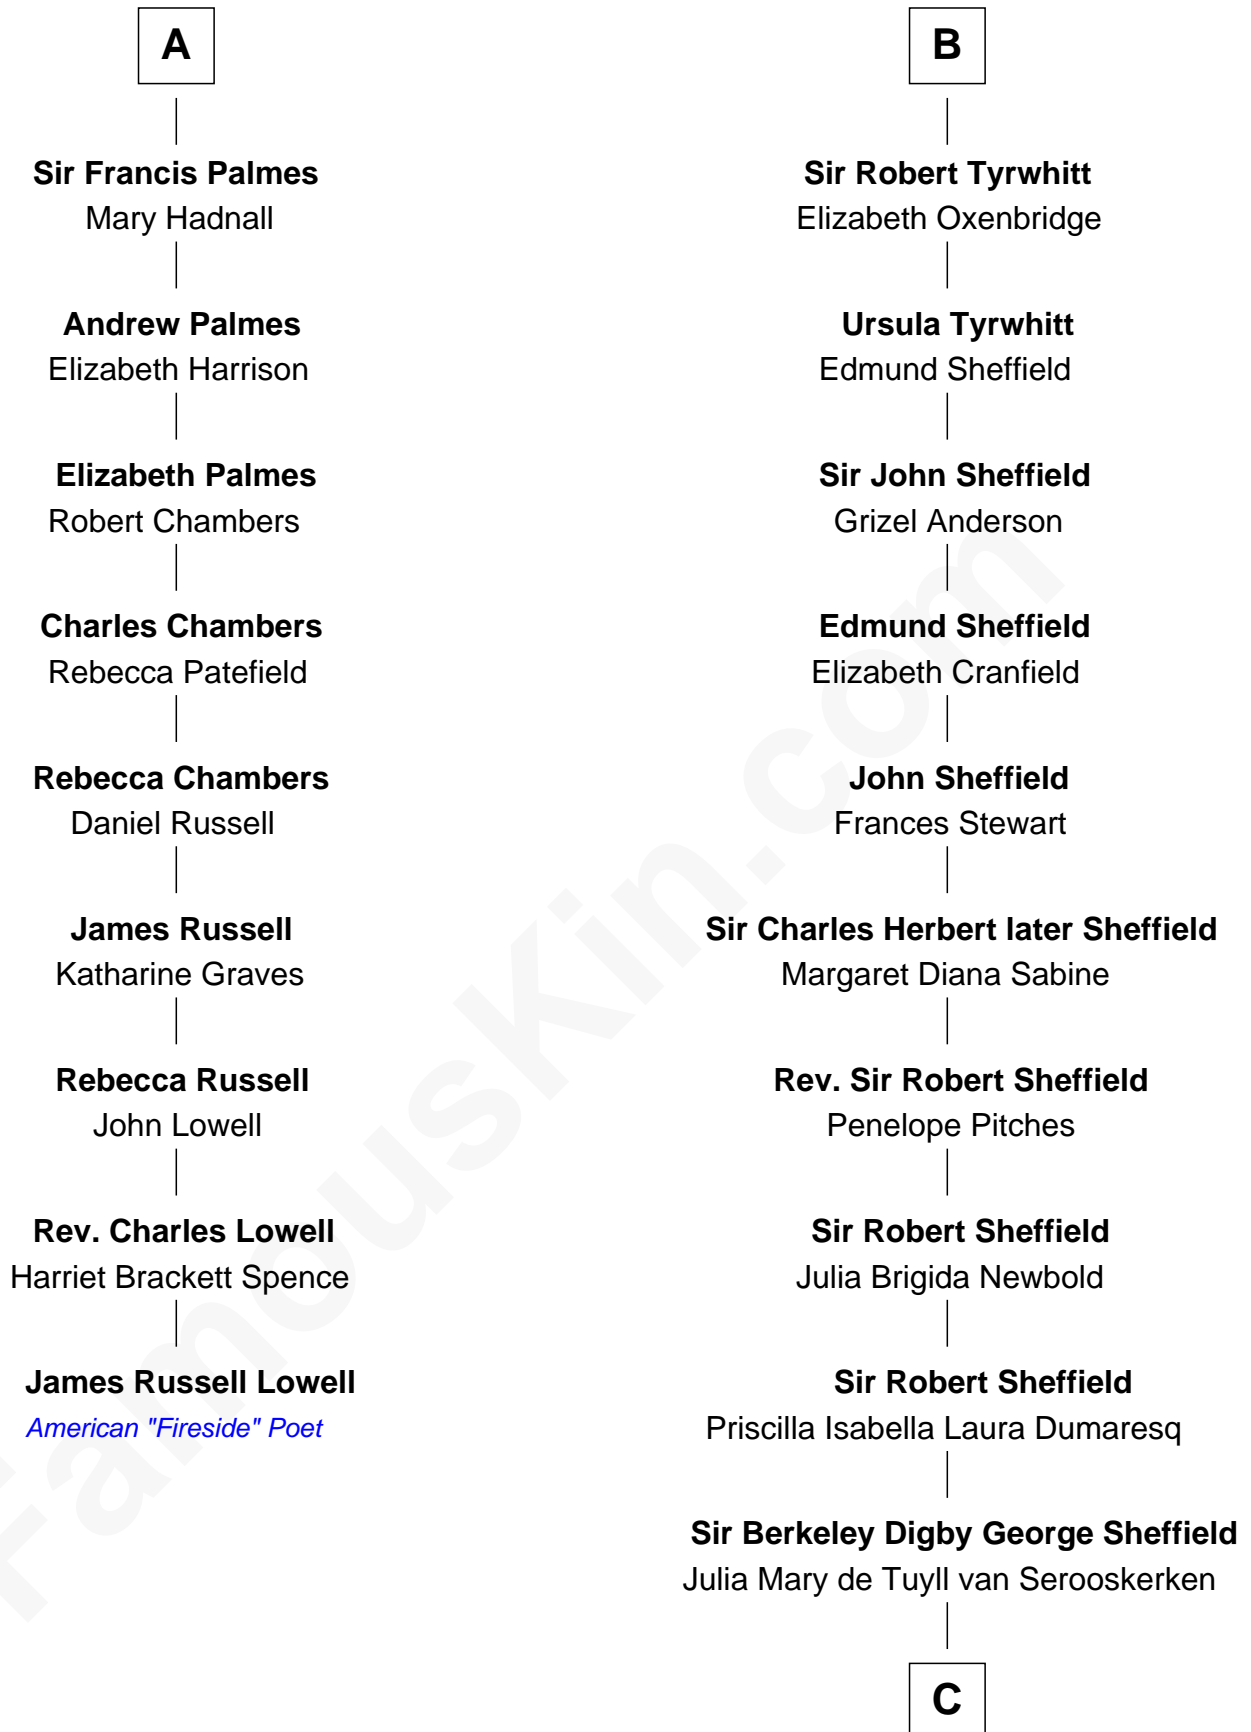 A
Sir Francis Palmes
Mary Hadnall
Andrew Palmes
Elizabeth Harrison
Elizabeth Palmes
Robert Chambers
Charles Chambers
Rebecca Patefield
Rebecca Chambers
Daniel Russell
James Russell
Katharine Graves
Rebecca Russell
John Lowell
Rev. Charles Lowell
Harriet Brackett Spence
James Russell Lowell
American "Fireside" Poet
B
Sir Robert Tyrwhitt
Elizabeth Oxenbridge
Ursula Tyrwhitt
Edmund Sheffield
Sir John Sheffield
Grizel Anderson
Edmund Sheffield
Elizabeth Cranfield
John Sheffield
Frances Stewart
Sir Charles Herbert later Sheffield
Margaret Diana Sabine
Rev. Sir Robert Sheffield
Penelope Pitches
Sir Robert Sheffield
Julia Brigida Newbold
Sir Robert Sheffield
Priscilla Isabella Laura Dumaresq
Sir Berkeley Digby George Sheffield
Julia Mary de Tuyll van Serooskerken
C
FamousKin.com